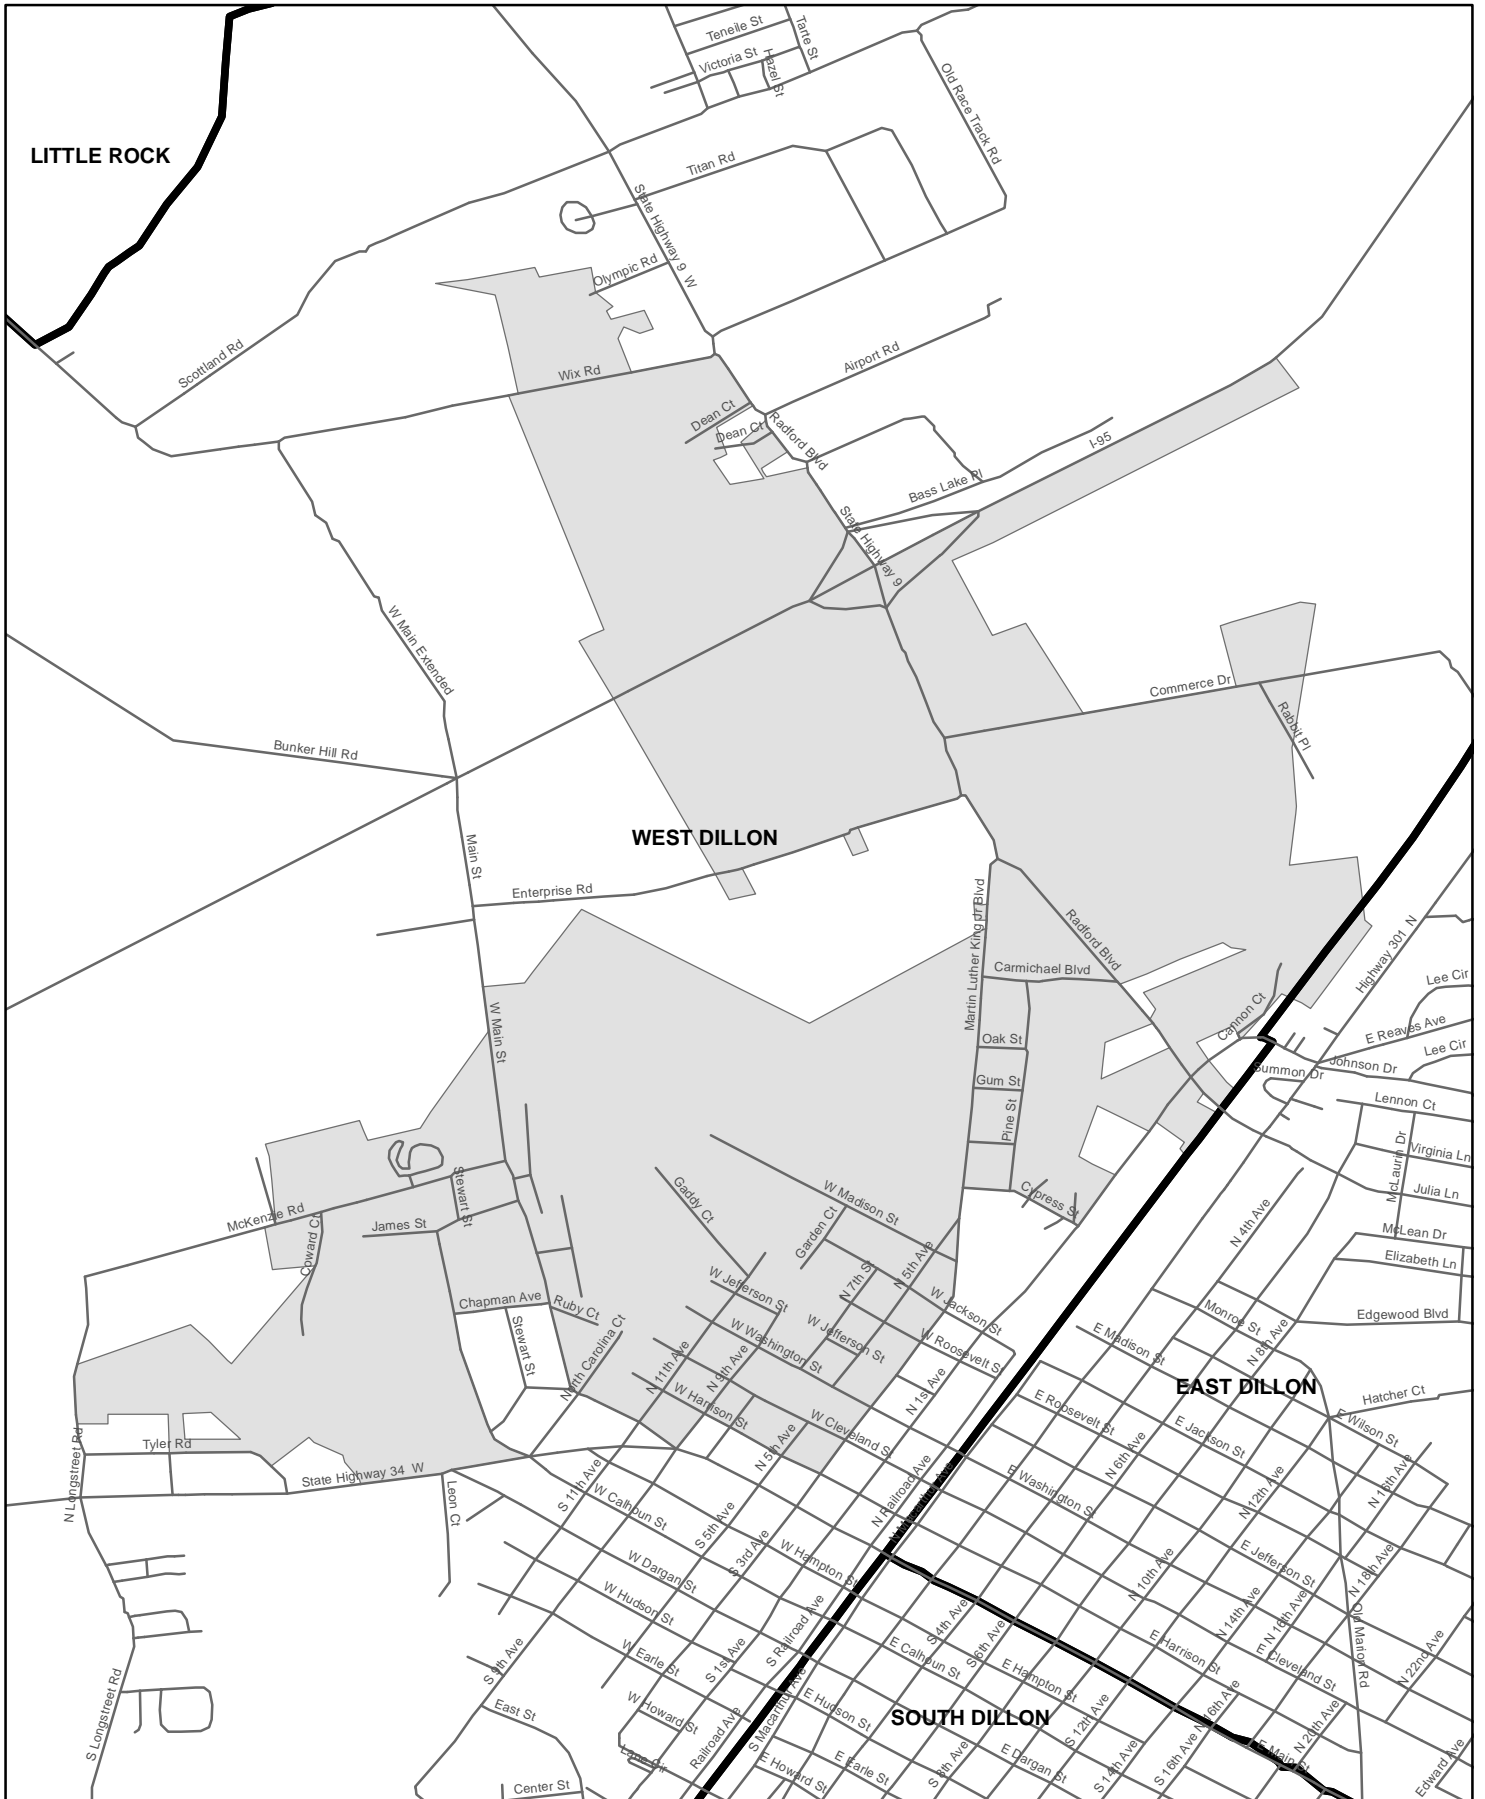 Teneile St
Tarte St
Victoria St
Hazel St
Old Race Track Rd
LITTLE ROCK
Titan Rd
State Highway 9 W
Olympic Rd
Scottland Rd
Wix Rd
Airport Rd
Dean Ct
Dean Ct
Radford Blvd
I-95
Bass Lake Pl
State Highway 9
W Main Extended
Commerce Dr
Rabbit Pl
Bunker Hill Rd
WEST DILLON
Main St
Enterprise Rd
Martin Luther King Jr Blvd
Radford Blvd
Highway 301 N
Carmichael Blvd
Lee Cir
W Main St
Cannon Ct
E Reaves Ave
Oak St
Lee Cir
Johnson Dr
Summon Dr
Gum St
Lennon Ct
Pine St
Virginia Ln
McLaurin Dr
Stewart St
Gaddy Ct
W Madison St
Cypress St
Julia Ln
McKenzie Rd
James St
Coward Ct
Garden Ct
N 4th Ave
McLean Dr
N 5th Ave
Elizabeth Ln
W Jefferson St
N 7th St
Chapman Ave
Ruby Ct
W Jackson St
Monroe St
Edgewood Blvd
Stewart St
North Carolina Ct
W Washington St
W Jefferson St
W Roosevelt S
E Madison St
N 8th Ave
N 11th Ave
N 9th Ave
N 1st Ave
EAST DILLON
Hatcher Ct
W Harrison St
W Cleveland S
E Roosevelt St
E Jackson St
E Wilson St
N Longstreet Rd
Tyler Rd
N 5th Ave
N 6th Ave
State Highway 34 W
Leon Ct
S 11th Ave
N Railroad Ave
E Washington St
N 12th Ave
N 16th Ave
W Calhoun St
S 5th Ave
N Macarthur Ave
S 3rd Ave
W Hampton St
E Jefferson St
W Dargan St
N 10th Ave
N 18th Ave
W Hudson St
S Railroad Ave
S 4th Ave
N 14th Ave
N 16th Ave
E
Old Marion Rd
W Earle St
S 1st Ave
S 6th Ave
E Calhoun St
E Harrison St
E Cleveland St
N 22nd Ave
S 9th Ave
E Hampton St
S Longstreet Rd
East St
W Howard St
Railroad Ave
S Macarthur Ave
E Hudson St
SOUTH DILLON
S 12th Ave
N 16th Ave
N 20th Ave
Lane Cir
E Howard St
E Earle St
S 8th Ave
E Dargan St
S 14th Ave
S 16th Ave
E Main St
Edward Ave
Center St